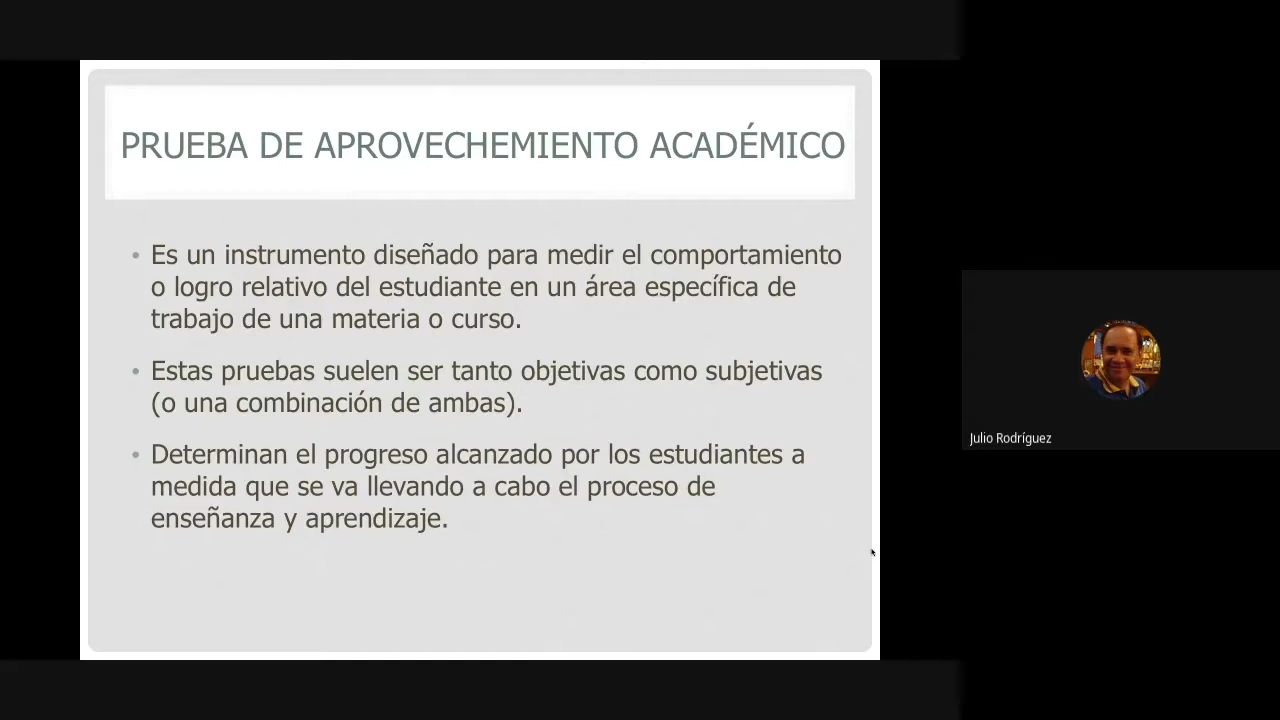 PRUEBA DE APROVECHEMIENTO ACADÉMICO
• Es un instrumento diseñado para medir el comportamiento
o logro relativo del estudiante en un área específica de
trabajo de una materia o curso.
• Estas pruebas suelen ser tanto objetivas como subjetivas
(o una combinación de ambas).
• Determinan el progreso alcanzado por los estudiantes a
medida que se va llevando a cabo el proceso de
enseñanza y aprendizaje.
Julio Rodríguez